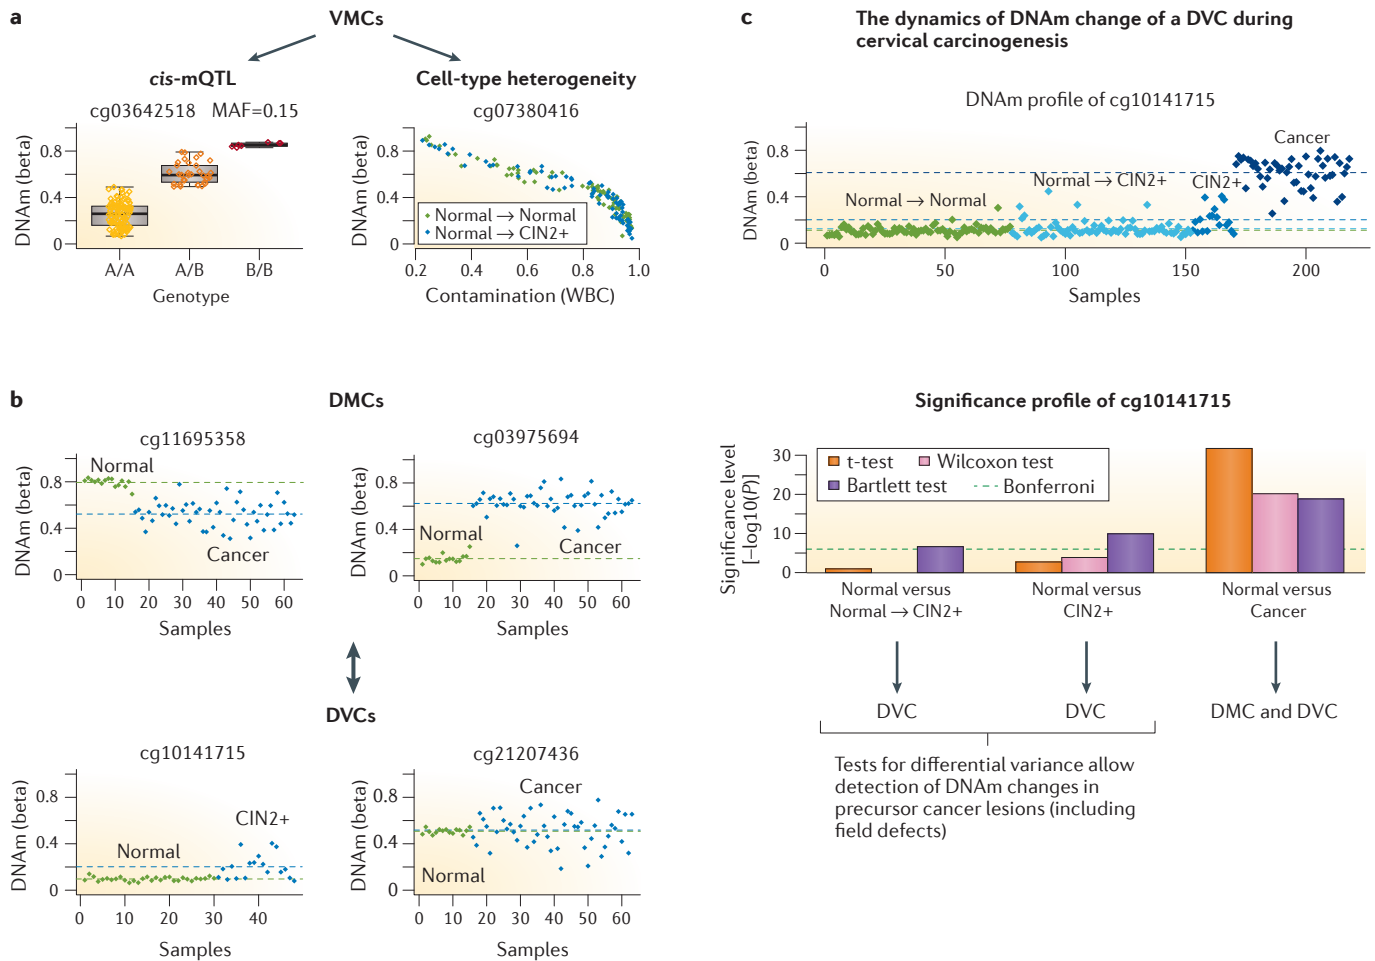 a
VMCs
cis-mQTL
cg03642518 MAF=0.15
DNAm (beta)
0.8
0.4
0
A/A A/B B/B
Genotype
Cell-type heterogeneity
cg07380416
DNAm (beta)
0.8
0.4
0
Normal → Normal
Normal → CIN2+
0.2 0.4 0.6 0.8 1.0
Contamination (WBC)
b
DMCs
cg11695358
DNAm (beta)
0.8
0.4
0
Normal
Cancer
0 10 20 30 40 50 60
Samples
cg03975694
DNAm (beta)
0.8
0.4
0
Normal
Cancer
0 10 20 30 40 50 60
Samples
DVCs
cg10141715
DNAm (beta)
0.8
0.4
0
CIN2+
Normal
0 10 20 30 40
Samples
cg21207436
DNAm (beta)
0.8
0.4
0
Cancer
Normal
0 10 20 30 40 50 60
Samples
c
The dynamics of DNAm change of a DVC during
cervical carcinogenesis
DNAm profile of cg10141715
DNAm (beta)
0.8
0.4
0
Cancer
Normal → CIN2+
CIN2+
Normal → Normal
0 50 100 150 200
Samples
Significance profile of cg10141715
Significance level
[−log10(P)]
30
20
10
0
t-test Wilcoxon test
Bartlett test Bonferroni
Normal versus
Normal → CIN2+
Normal versus
CIN2+
Normal versus
Cancer
DVC DVC DMC and DVC
Tests for differential variance allow
detection of DNAm changes in
precursor cancer lesions (including
field defects)